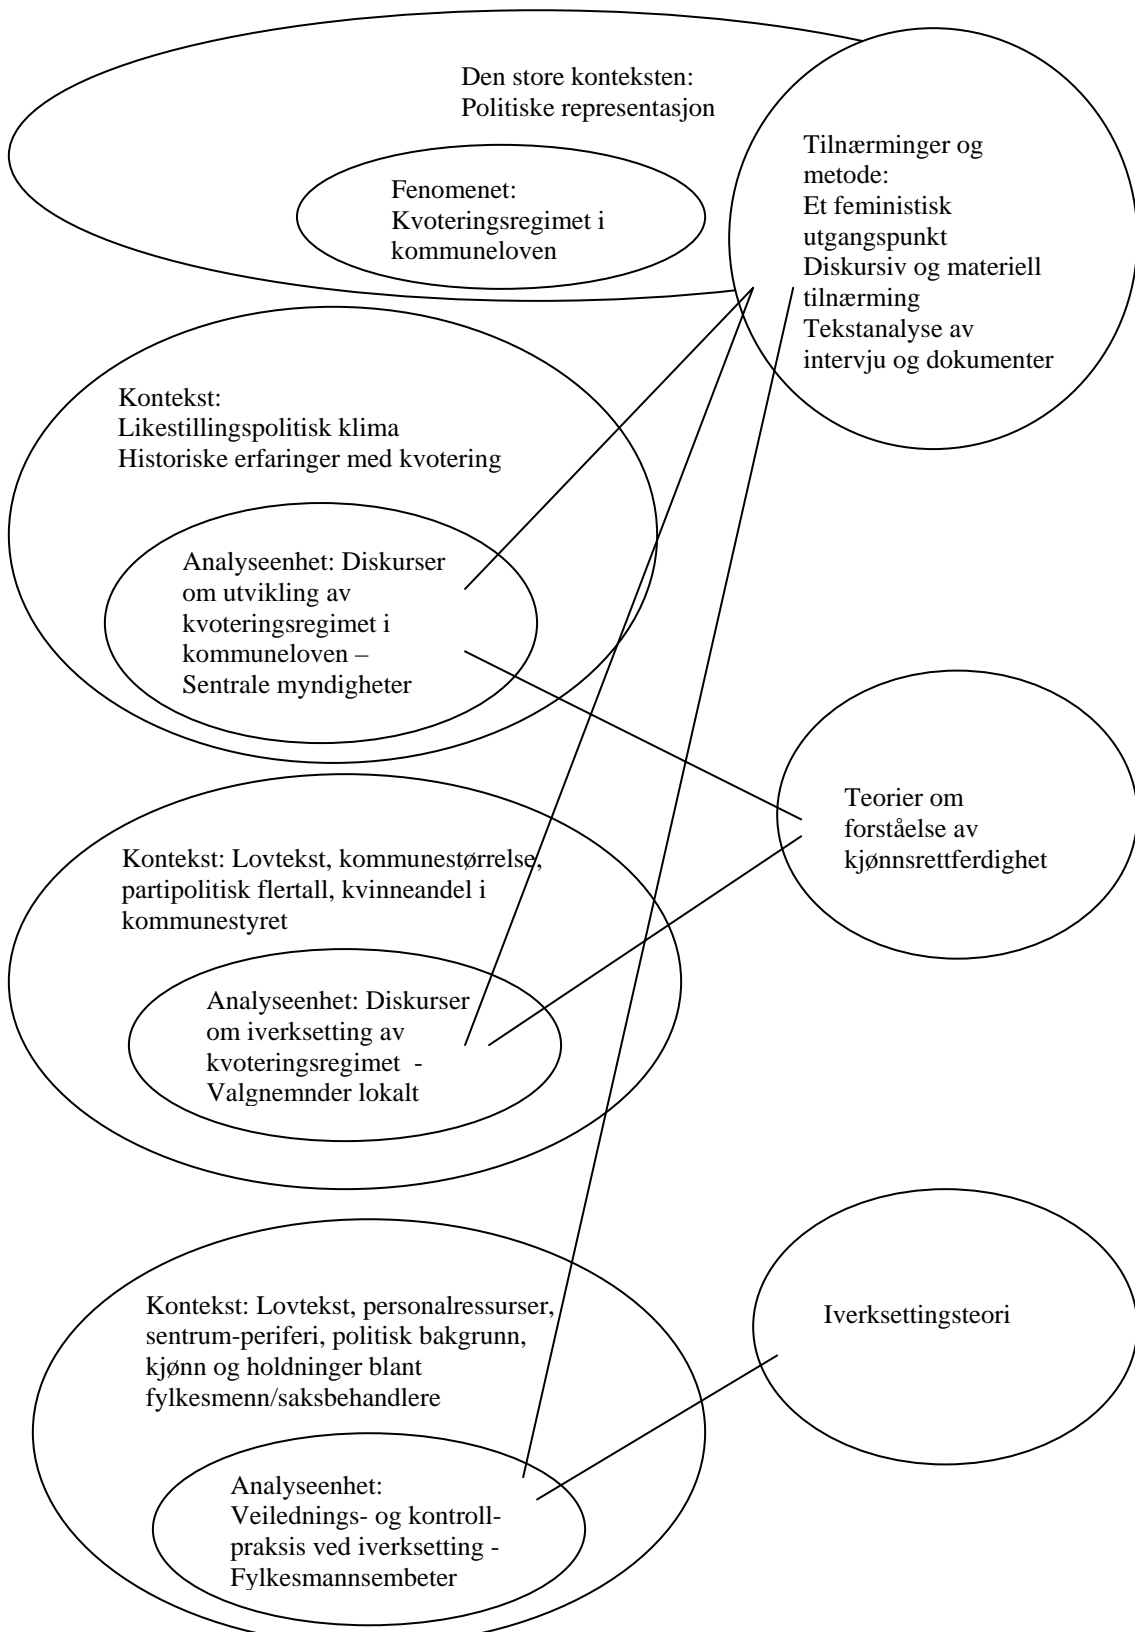 Den store konteksten:
Politiske representasjon
Tilnærminger og
metode:
Et feministisk
utgangspunkt
Diskursiv og materiell
tilnærming
Tekstanalyse av
intervju og dokumenter
Fenomenet:
Kvoteringsregimet i
kommuneloven
Kontekst:
Likestillingspolitisk klima
Historiske erfaringer med kvotering
Analyseenhet: Diskurser
om utvikling av
kvoteringsregimet i
kommuneloven –
Sentrale myndigheter
Teorier om
forståelse av
kjønnsrettferdighet
Kontekst: Lovtekst, kommunestørrelse,
partipolitisk flertall, kvinneandel i
kommunestyret
Analyseenhet: Diskurser
om iverksetting av
kvoteringsregimet -
Valgnemnder lokalt
Iverksettingsteori
Kontekst: Lovtekst, personalressurser,
sentrum-periferi, politisk bakgrunn,
kjønn og holdninger blant
fylkesmenn/saksbehandlere
Analyseenhet:
Veilednings- og kontroll-
praksis ved iverksetting -
Fylkesmannsembeter